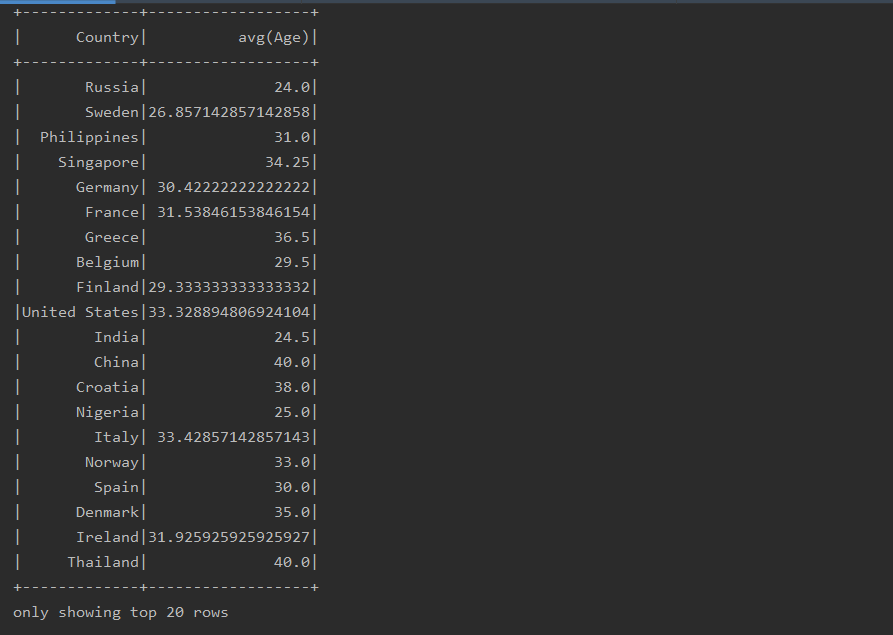 +-------------+------------------+
|      Country|          avg(Age)|
+-------------+------------------+
|       Russia|              24.0|
|       Sweden|26.857142857142858|
|  Philippines|              31.0|
|    Singapore|             34.25|
|      Germany| 30.42222222222222|
|       France| 31.53846153846154|
|       Greece|              36.5|
|      Belgium|              29.5|
|      Finland|29.333333333333332|
|United States|33.328894806924104|
|        India|              24.5|
|        China|              40.0|
|      Croatia|              38.0|
|      Nigeria|              25.0|
|        Italy| 33.42857142857143|
|       Norway|              33.0|
|        Spain|              30.0|
|      Denmark|              35.0|
|      Ireland|31.925925925925927|
|     Thailand|              40.0|
+-------------+------------------+
only showing top 20 rows